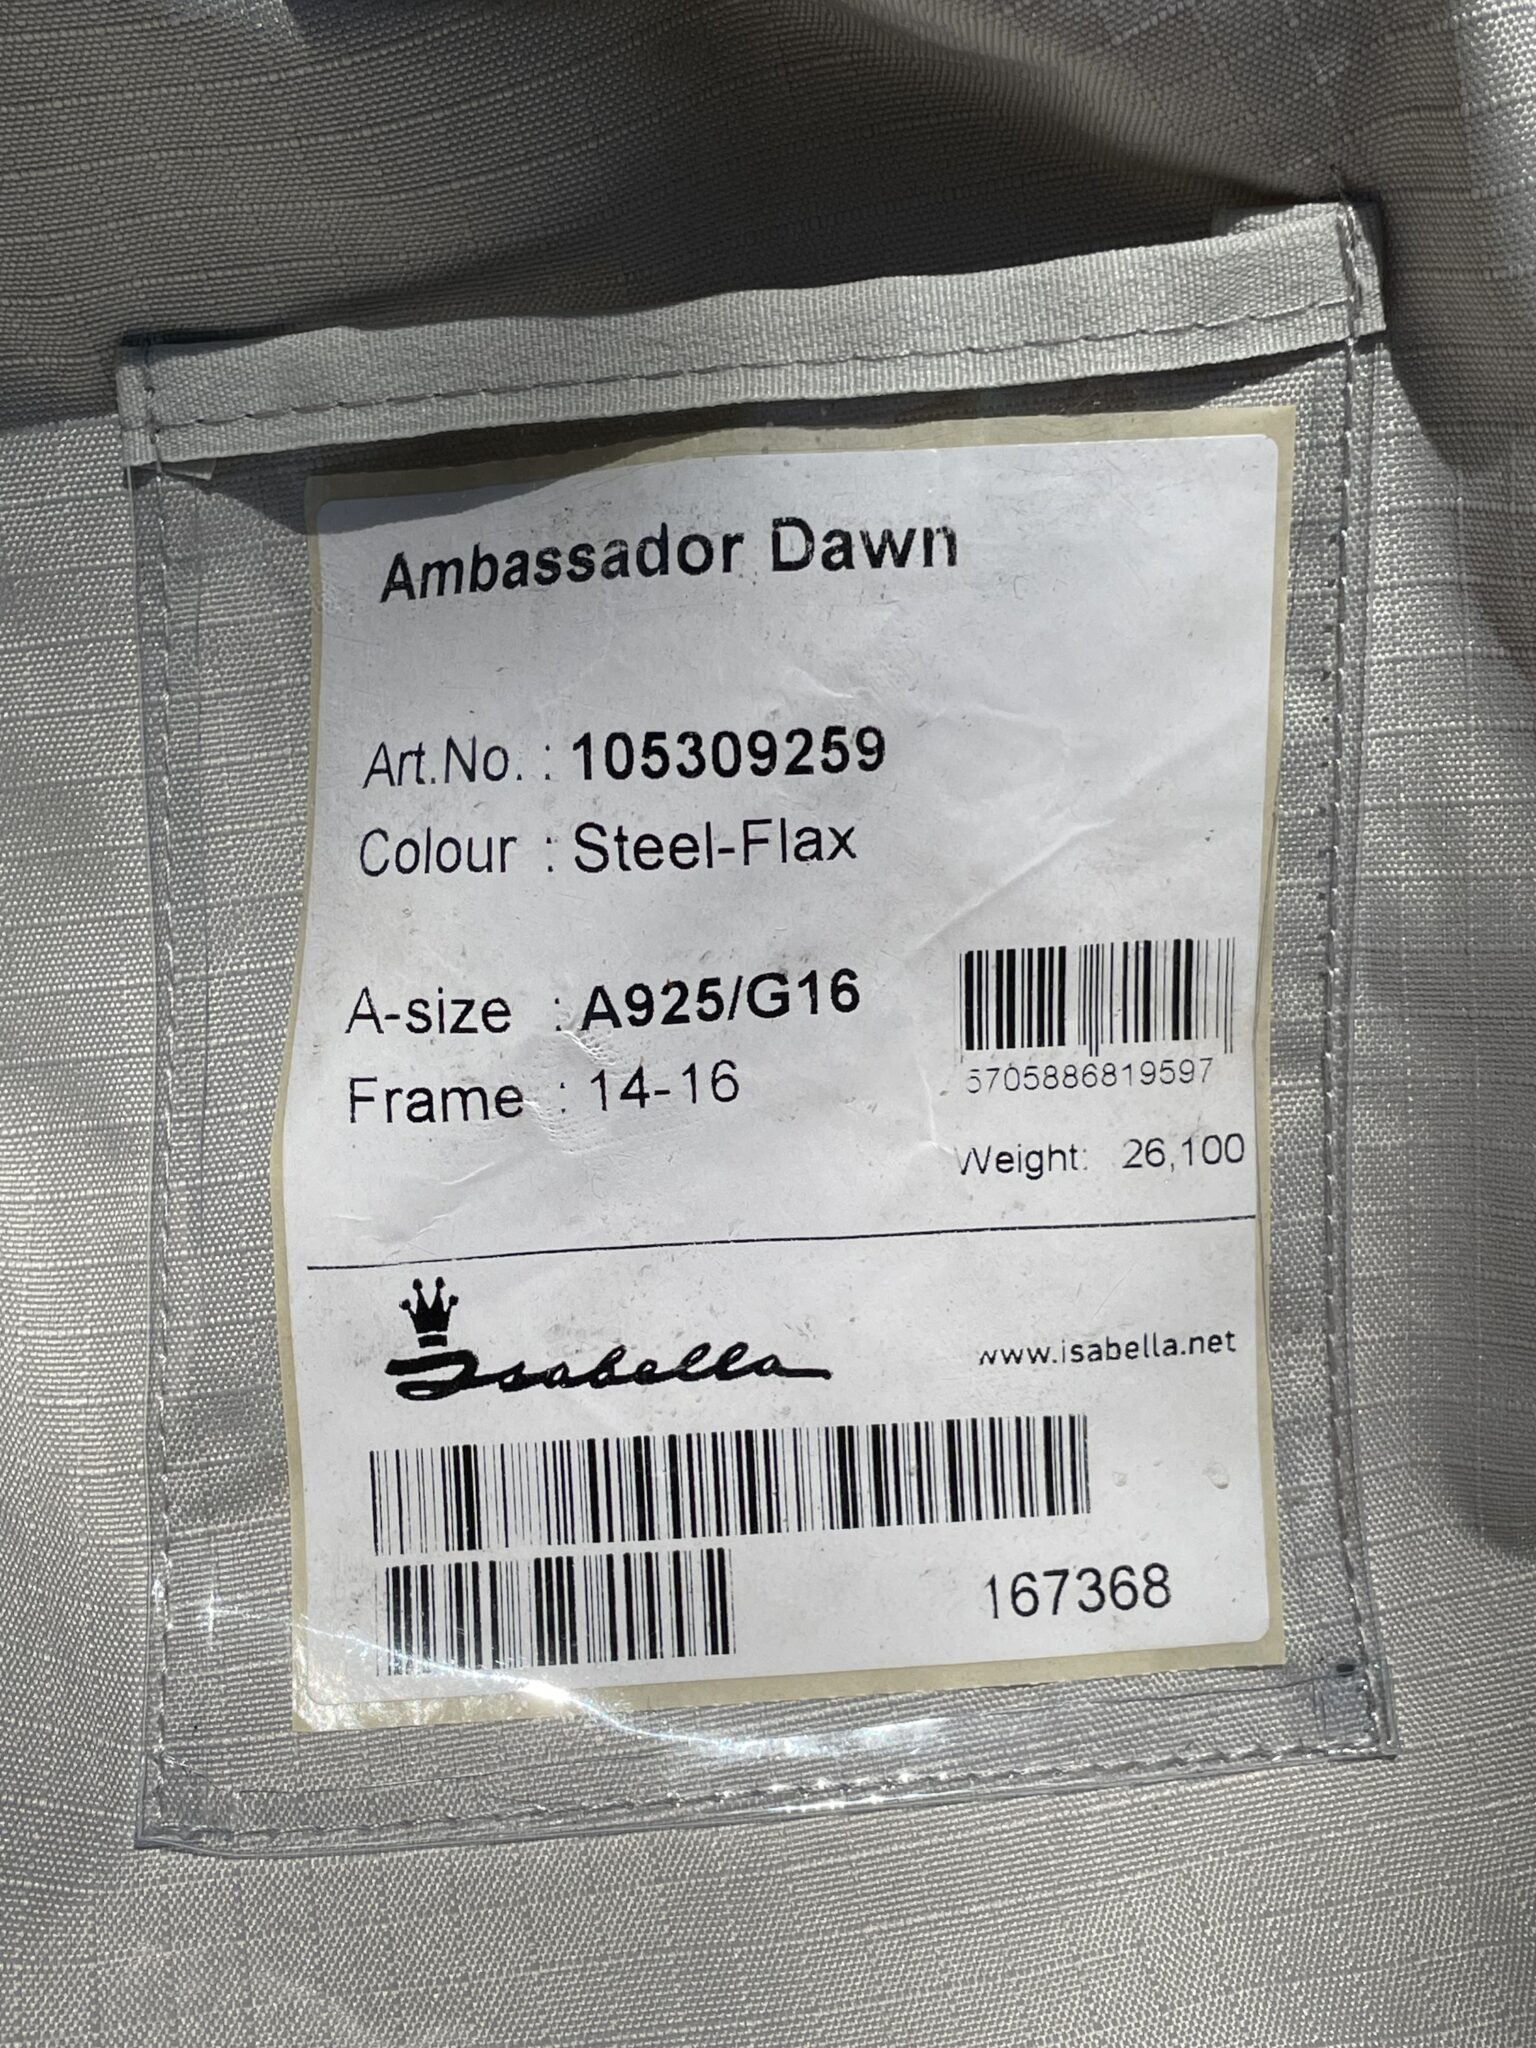 Ambassador Dawn
Art.No. : 105309259
Colour : Steel-Flax
A-size : A925/G16
Frame : 14-16
5705886819597
Weight: 26,100
Isabella
www.isabella.net
167368